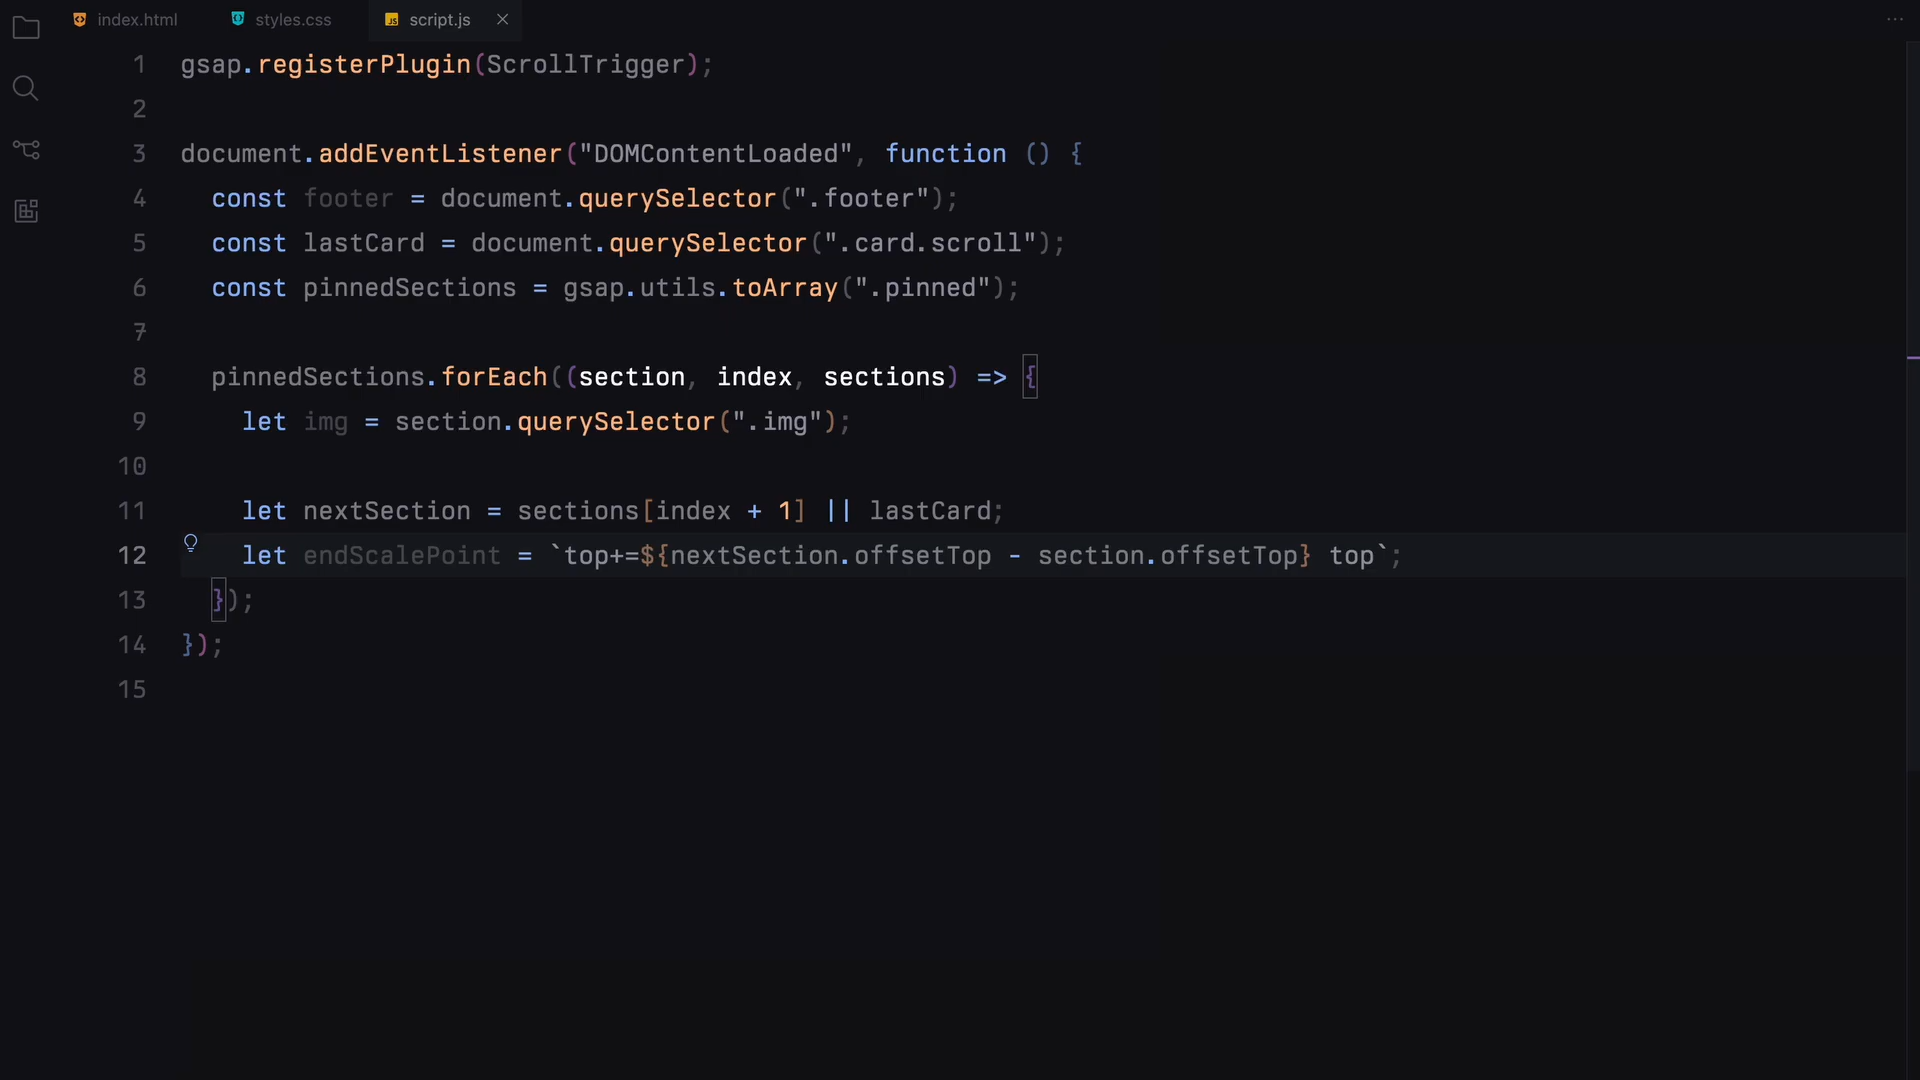 index.html styles.css script.js
1 gsap.registerPlugin(ScrollTrigger);
2
3 document.addEventListener("DOMContentLoaded", function () {
4   const footer = document.querySelector(".footer");
5   const lastCard = document.querySelector(".card.scroll");
6   const pinnedSections = gsap.utils.toArray(".pinned");
7
8   pinnedSections.forEach((section, index, sections) => {
9     let img = section.querySelector(".img");
10
11     let nextSection = sections[index + 1] || lastCard;
12     let endScalePoint = `top+=${nextSection.offsetTop - section.offsetTop} top`;
13   });
14 });
15